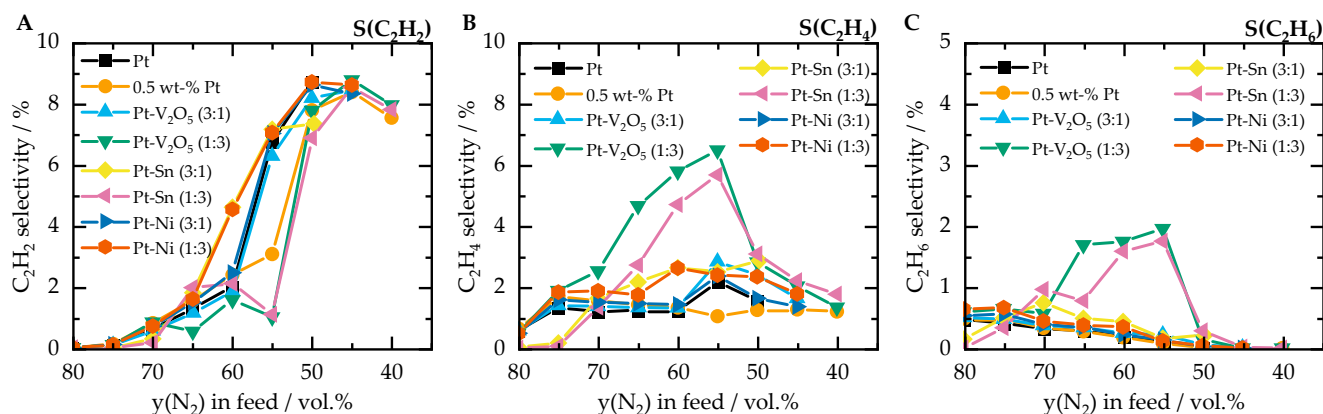 A
S(C₂H₂)
C₂H₂ selectivity / %
10
8
6
4
2
0
Pt
0.5 wt-% Pt
Pt-V₂O₅ (3:1)
Pt-V₂O₅ (1:3)
Pt-Sn (3:1)
Pt-Sn (1:3)
Pt-Ni (3:1)
Pt-Ni (1:3)
80 70 60 50 40
y(N₂) in feed / vol.%
B
S(C₂H₄)
C₂H₄ selectivity / %
10
8
6
4
2
0
Pt
0.5 wt-% Pt
Pt-V₂O₅ (3:1)
Pt-V₂O₅ (1:3)
Pt-Sn (3:1)
Pt-Sn (1:3)
Pt-Ni (3:1)
Pt-Ni (1:3)
80 70 60 50 40
y(N₂) in feed / vol.%
C
S(C₂H₆)
C₂H₆ selectivity / %
5
4
3
2
1
0
Pt
0.5 wt-% Pt
Pt-V₂O₅ (3:1)
Pt-V₂O₅ (1:3)
Pt-Sn (3:1)
Pt-Sn (1:3)
Pt-Ni (3:1)
Pt-Ni (1:3)
80 70 60 50 40
y(N₂) in feed / vol.%